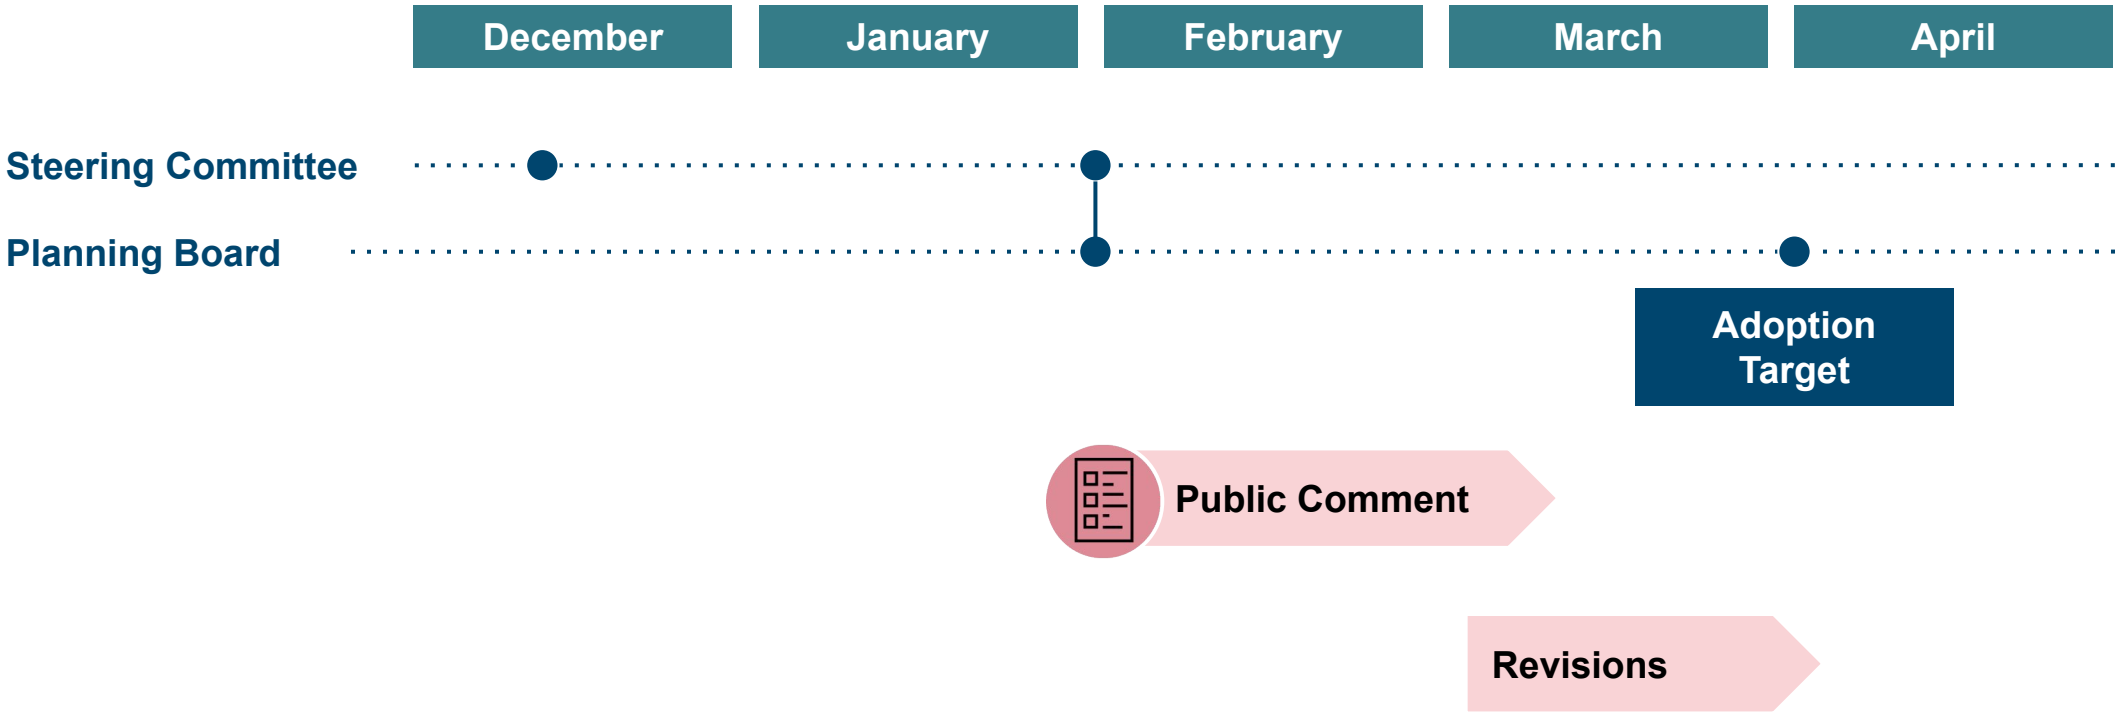 December January February March April
Steering Committee
Planning Board
Adoption
Target
Public Comment
Revisions